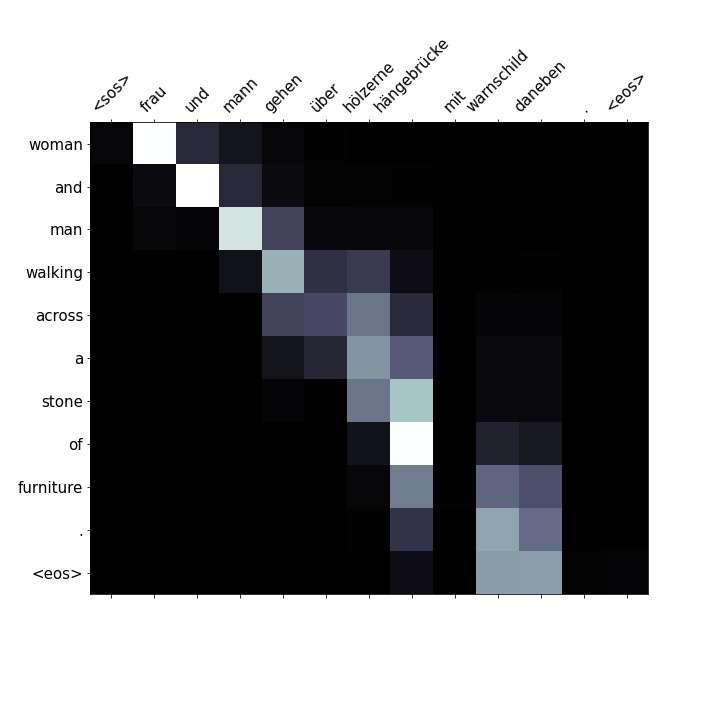 <sos> frau und mann gehen über hölzerne hängebrücke mit warnschild daneben . <eos>
woman
and
man
walking
across
a
stone
of
furniture
.
<eos>